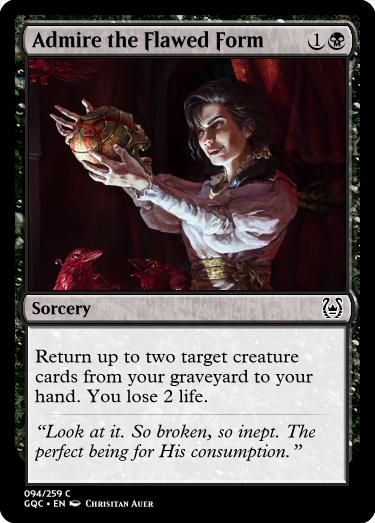 Admire the Flawed Form 1
Sorcery
Return up to two target creature
cards from your graveyard to your
hand. You lose 2 life.
“Look at it. So broken, so inept. The
perfect being for His consumption.”
094/259 C
GQC • EN Chrisitan Auer